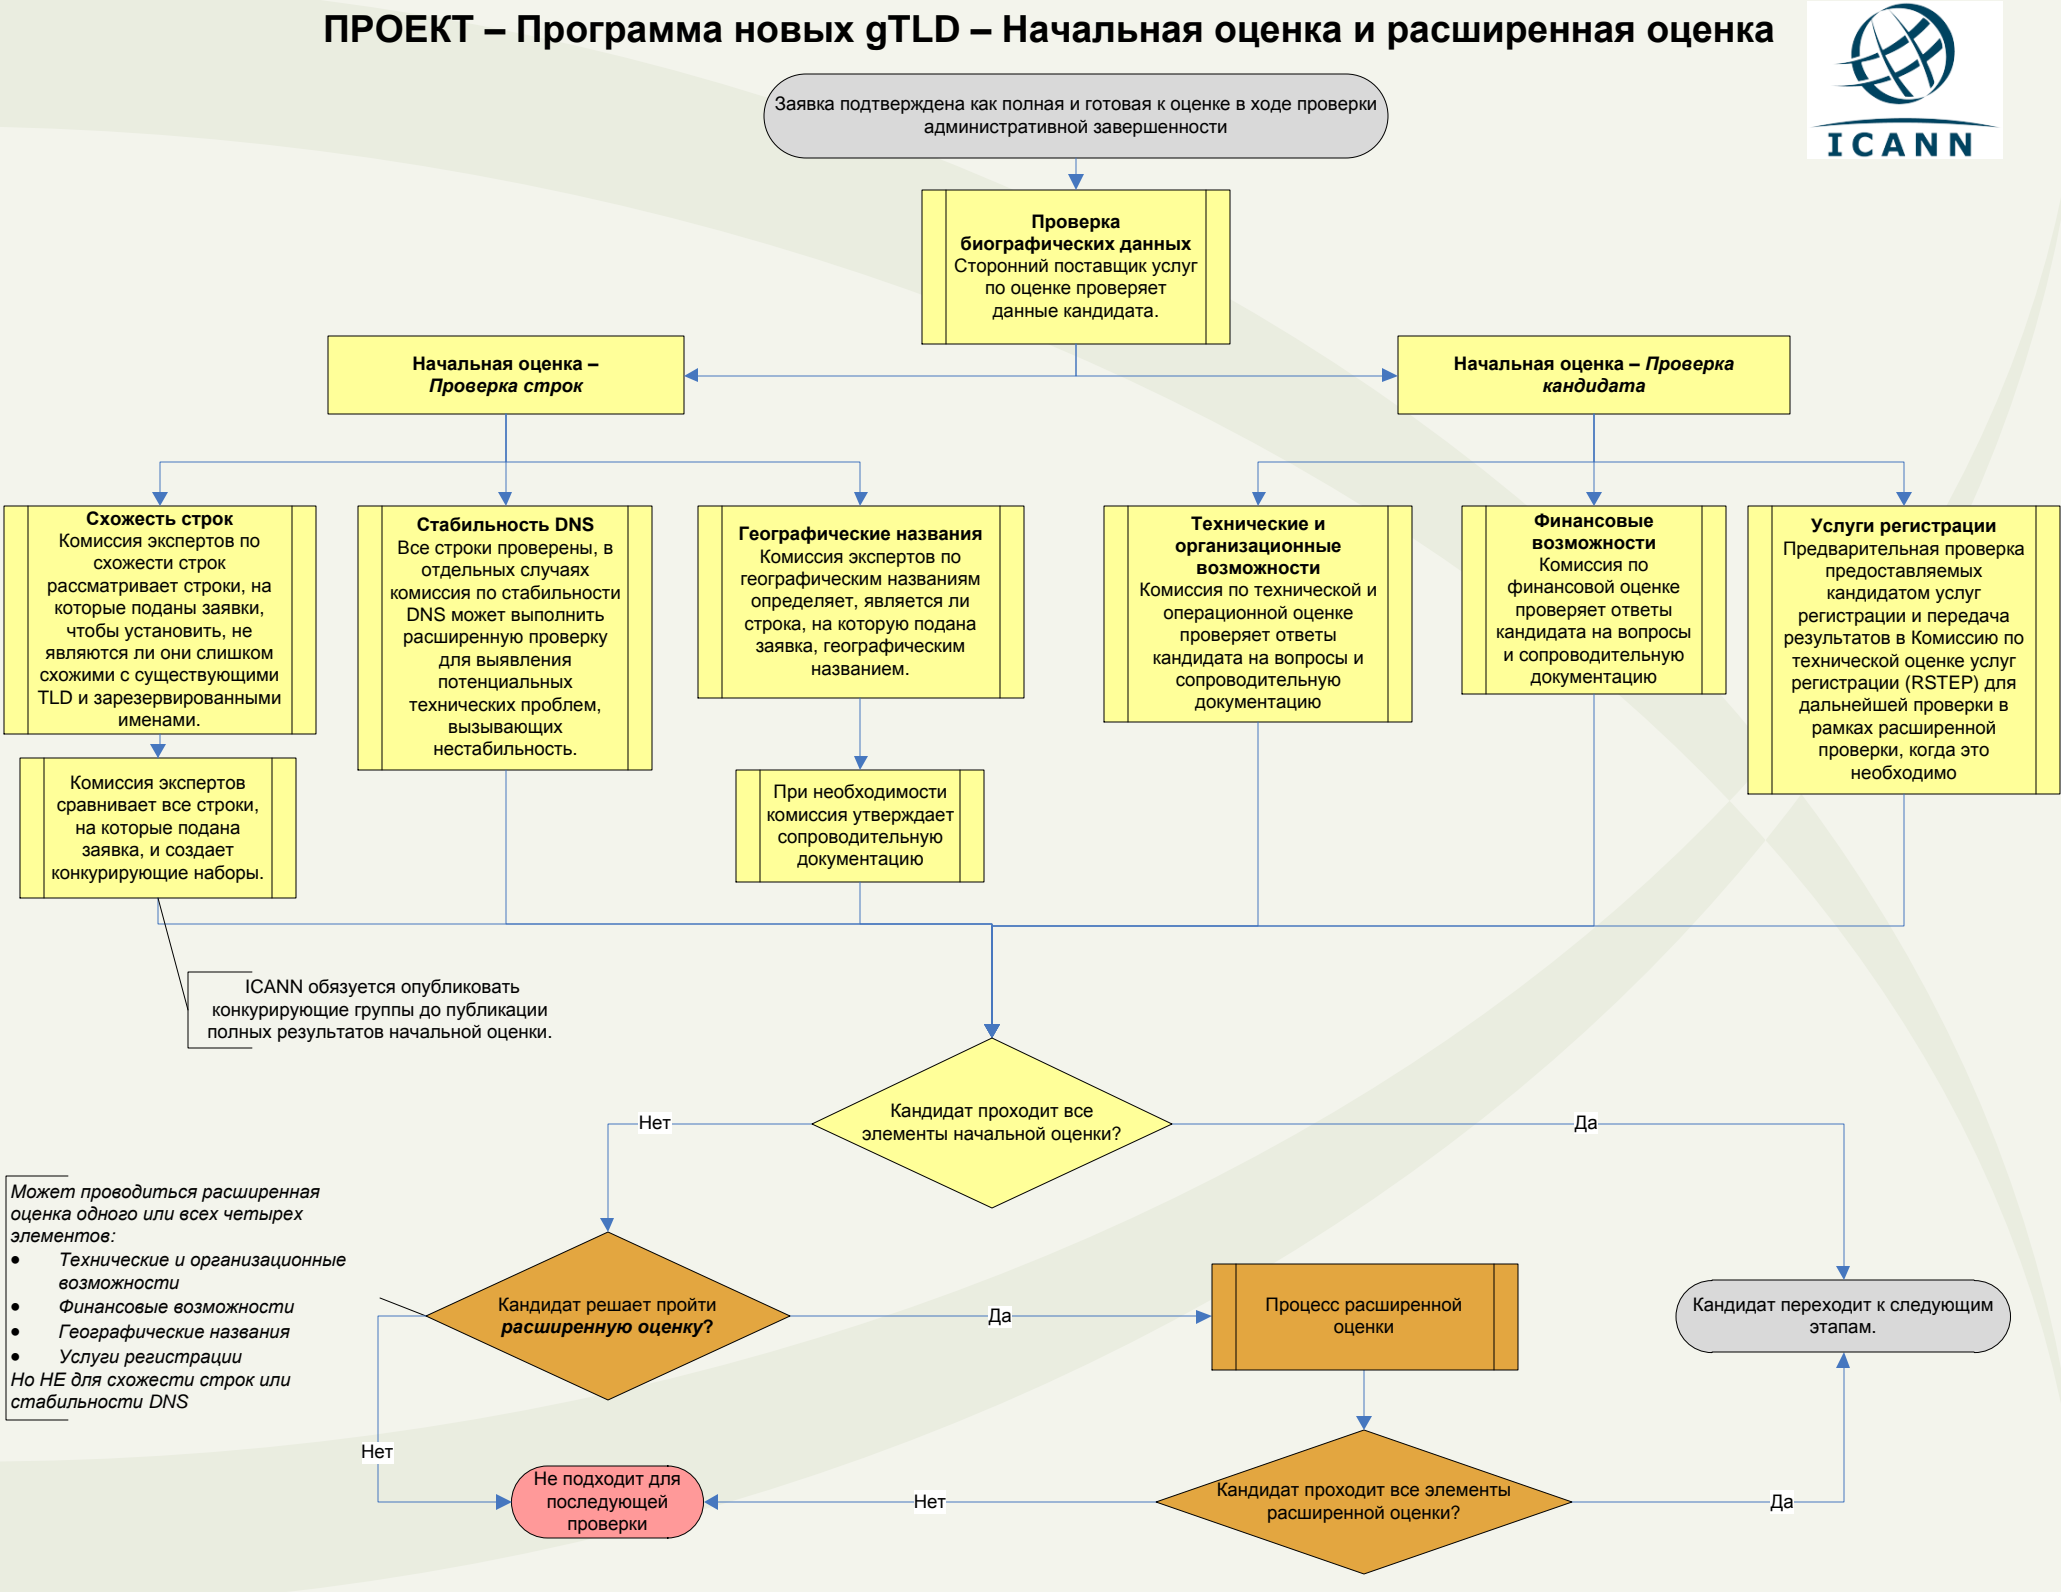 ПРОЕКТ – Программа новых gTLD – Начальная оценка и расширенная оценка
ICANN
Заявка подтверждена как полная и готовая к оценке в ходе проверки
административной завершенности
Проверка
биографических данных
Сторонний поставщик услуг
по оценке проверяет
данные кандидата.
Начальная оценка –
Проверка строк
Начальная оценка – Проверка
кандидата
Схожесть строк
Комиссия экспертов по
схожести строк
рассматривает строки, на
которые поданы заявки,
чтобы установить, не
являются ли они слишком
схожими с существующими
TLD и зарезервированными
именами.
Стабильность DNS
Все строки проверены, в
отдельных случаях
комиссия по стабильности
DNS может выполнить
расширенную проверку
для выявления
потенциальных
технических проблем,
вызывающих
нестабильность.
Географические названия
Комиссия экспертов по
географическим названиям
определяет, является ли
строка, на которую подана
заявка, географическим
названием.
Технические и
организационные
возможности
Комиссия по технической и
операционной оценке
проверяет ответы
кандидата на вопросы и
сопроводительную
документацию
Финансовые
возможности
Комиссия по
финансовой оценке
проверяет ответы
кандидата на вопросы
и сопроводительную
документацию
Услуги регистрации
Предварительная проверка
предоставляемых
кандидатом услуг
регистрации и передача
результатов в Комиссию по
технической оценке услуг
регистрации (RSTEP) для
дальнейшей проверки в
рамках расширенной
проверки, когда это
необходимо
Комиссия экспертов
сравнивает все строки,
на которые подана
заявка, и создает
конкурирующие наборы.
При необходимости
комиссия утверждает
сопроводительную
документацию
ICANN обязуется опубликовать
конкурирующие группы до публикации
полных результатов начальной оценки.
Кандидат проходит все
элементы начальной оценки?
Нет
Да
Может проводиться расширенная
оценка одного или всех четырех
элементов:
• Технические и организационные
возможности
• Финансовые возможности
• Географические названия
• Услуги регистрации
Но НЕ для схожести строк или
стабильности DNS
Кандидат решает пройти
расширенную оценку?
Да
Процесс расширенной
оценки
Кандидат переходит к следующим
этапам.
Нет
Не подходит для
последующей
проверки
Нет
Кандидат проходит все элементы
расширенной оценки?
Да